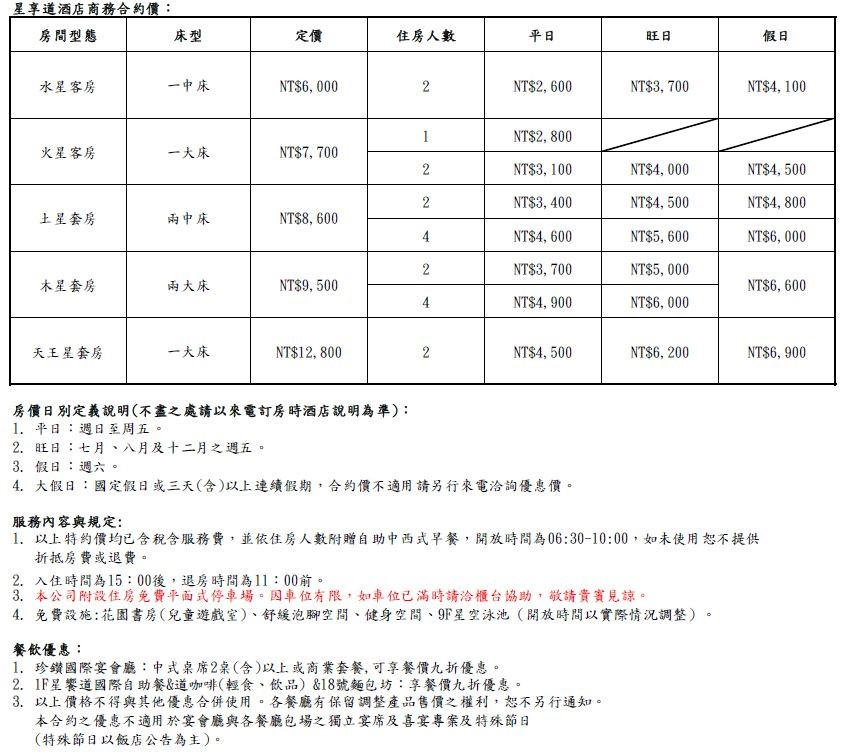 星享道酒店商務合約價：
房間型態 床型 定價 住房人數 平日 旺日 假日
水星客房 一中床 NT$6,000 2 NT$2,600 NT$3,700 NT$4,100
火星客房 一大床 NT$7,700 1 NT$2,800
2 NT$3,100 NT$4,000 NT$4,500
土星套房 兩中床 NT$8,600 2 NT$3,400 NT$4,500 NT$4,800
4 NT$4,600 NT$5,600 NT$6,000
木星套房 兩大床 NT$9,500 2 NT$3,700 NT$5,000 NT$6,600
4 NT$4,900 NT$6,000
天王星套房 一大床 NT$12,800 2 NT$4,500 NT$6,200 NT$6,900
房價日別定義說明(不盡之處請以來電訂房時酒店說明為準)：
1. 平日：週日至周五。
2. 旺日：七月、八月及十二月之週五。
3. 假日：週六。
4. 大假日：國定假日或三天(含)以上連續假期，合約價不適用請另行來電洽詢優惠價。
服務內容與規定:
1. 以上特約價均已含稅含服務費，並依住房人數附贈自助中西式早餐，開放時間為06:30-10:00，如未使用恕不提供
折抵房費或退費。
2. 入住時間為15：00後，退房時間為11：00前。
3. 本公司附設住房免費平面式停車場。因車位有限，如車位已滿時請洽櫃台協助，敬請貴賓見諒。
4. 免費設施:花園書房(兒童遊戲室)、舒緩泡腳空間、健身空間、9F星空泳池（開放時間以實際情況調整）。
餐飲優惠：
1. 珍鑽國際宴會廳：中式桌席2桌(含)以上或商業套餐,可享餐價九折優惠。
2. 1F星饗道國際自助餐&道咖啡(輕食、飲品) &18號麵包坊：享餐價九折優惠。
3. 以上價格不得與其他優惠合併使用。各餐廳有保留調整產品售價之權利，恕不另行通知。
本合約之優惠不適用於宴會廳與各餐廳包場之獨立宴席及喜宴專案及特殊節日
(特殊節日以飯店公告為主)。